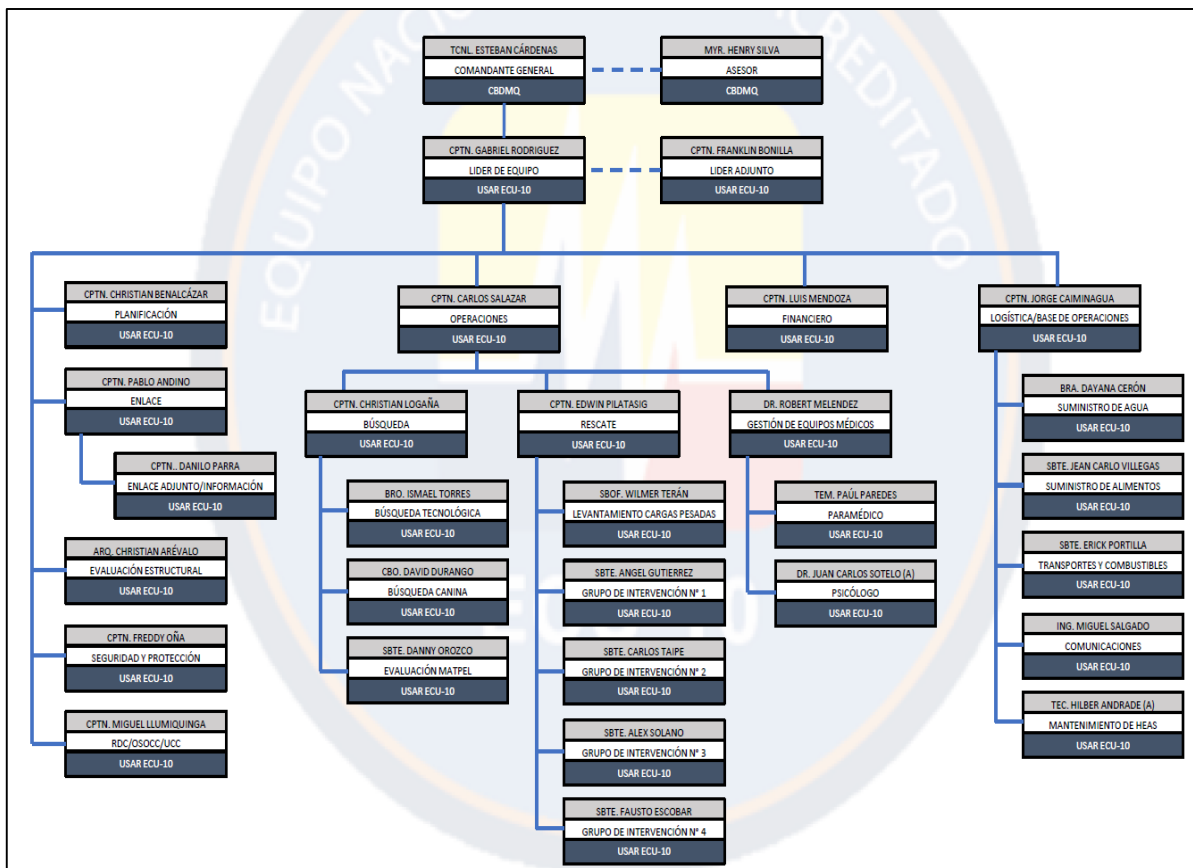 EQUIPO NACIO
CREDITADO
TCNL. ESTEBAN CÁRDENAS
COMANDANTE GENERAL
CBDMQ
MYR. HENRY SILVA
ASESOR
CBDMQ
CPTN. GABRIEL RODRIGUEZ
LIDER DE EQUIPO
USAR ECU-10
CPTN. FRANKLIN BONILLA
LIDER ADJUNTO
USAR ECU-10
CPTN. CHRISTIAN BENALCÁZAR
PLANIFICACIÓN
USAR ECU-10
CPTN. PABLO ANDINO
ENLACE
USAR ECU-10
CPTN.. DANILO PARRA
ENLACE ADJUNTO/INFORMACIÓN
USAR ECU-10
ARQ. CHRISTIAN ARÉVALO
EVALUACIÓN ESTRUCTURAL
USAR ECU-10
CPTN. FREDDY OÑA
SEGURIDAD Y PROTECCIÓN
USAR ECU-10
CPTN. MIGUEL LLUMIQUINGA
RDC/OSOCC/UCC
USAR ECU-10
CPTN. CARLOS SALAZAR
OPERACIONES
USAR ECU-10
CPTN. CHRISTIAN LOGAÑA
BÚSQUEDA
USAR ECU-10
BRO. ISMAEL TORRES
BÚSQUEDA TECNOLÓGICA
USAR ECU-10
CBO. DAVID DURANGO
BÚSQUEDA CANINA
USAR ECU-10
SBTE. DANNY OROZCO
EVALUACIÓN MATPEL
USAR ECU-10
CPTN. EDWIN PILATASIG
RESCATE
USAR ECU-10
SBOF. WILMER TERÁN
LEVANTAMIENTO CARGAS PESADAS
USAR ECU-10
SBTE. ANGEL GUTIERREZ
GRUPO DE INTERVENCIÓN N° 1
USAR ECU-10
SBTE. CARLOS TAIPE
GRUPO DE INTERVENCIÓN N° 2
USAR ECU-10
SBTE. ALEX SOLANO
GRUPO DE INTERVENCIÓN N° 3
USAR ECU-10
SBTE. FAUSTO ESCOBAR
GRUPO DE INTERVENCIÓN N° 4
USAR ECU-10
DR. ROBERT MELENDEZ
GESTIÓN DE EQUIPOS MÉDICOS
USAR ECU-10
TEM. PAÚL PAREDES
PARAMÉDICO
USAR ECU-10
DR. JUAN CARLOS SOTELO (A)
PSICÓLOGO
USAR ECU-10
CPTN. LUIS MENDOZA
FINANCIERO
USAR ECU-10
CPTN. JORGE CAIMINAGUA
LOGÍSTICA/BASE DE OPERACIONES
USAR ECU-10
BRA. DAYANA CERÓN
SUMINISTRO DE AGUA
USAR ECU-10
SBTE. JEAN CARLO VILLEGAS
SUMINISTRO DE ALIMENTOS
USAR ECU-10
SBTE. ERICK PORTILLA
TRANSPORTES Y COMBUSTIBLES
USAR ECU-10
ING. MIGUEL SALGADO
COMUNICACIONES
USAR ECU-10
TEC. HILBER ANDRADE (A)
MANTENIMIENTO DE HEAS
USAR ECU-10